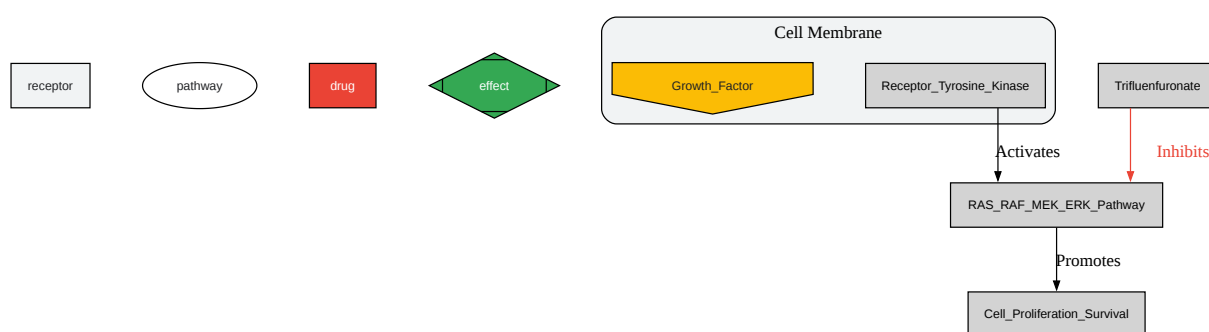 Cell Membrane
receptor
pathway
drug
effect
Growth_Factor
Receptor_Tyrosine_Kinase
Trifluenfuronate
Activates
Inhibits
RAS_RAF_MEK_ERK_Pathway
Promotes
Cell_Proliferation_Survival